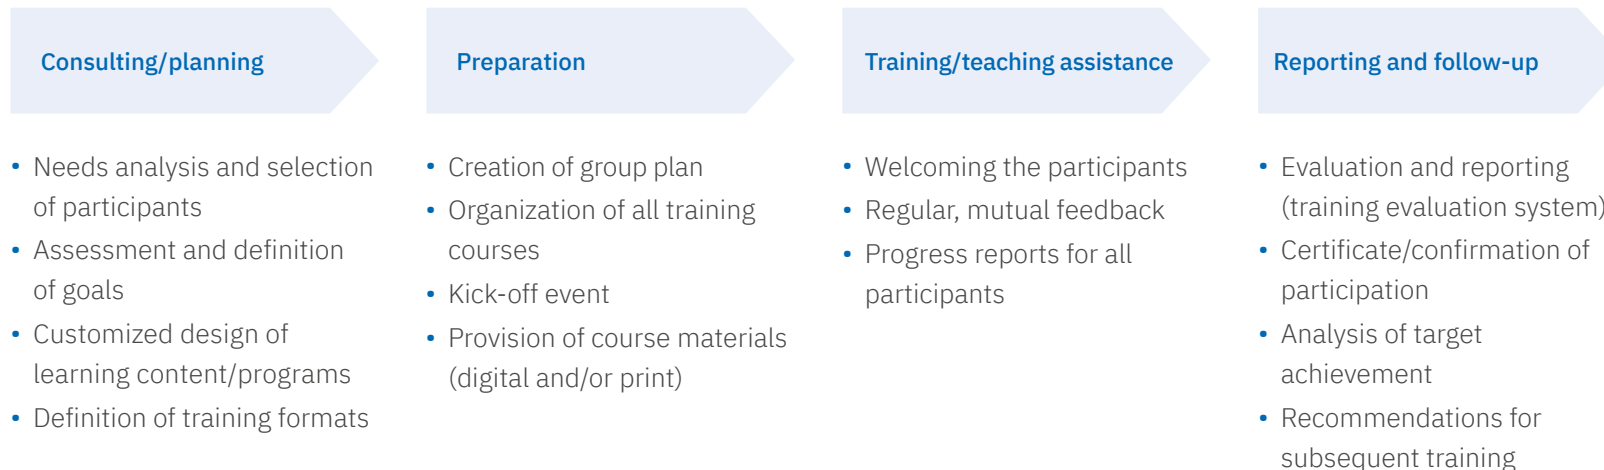 Consulting/planning
• Needs analysis and selection
of participants
• Assessment and definition
of goals
• Customized design of
learning content/programs
• Definition of training formats
Preparation
• Creation of group plan
• Organization of all training
courses
• Kick-off event
• Provision of course materials
(digital and/or print)
Training/teaching assistance
• Welcoming the participants
• Regular, mutual feedback
• Progress reports for all
participants
Reporting and follow-up
• Evaluation and reporting
(training evaluation system)
• Certificate/confirmation of
participation
• Analysis of target
achievement
• Recommendations for
subsequent training